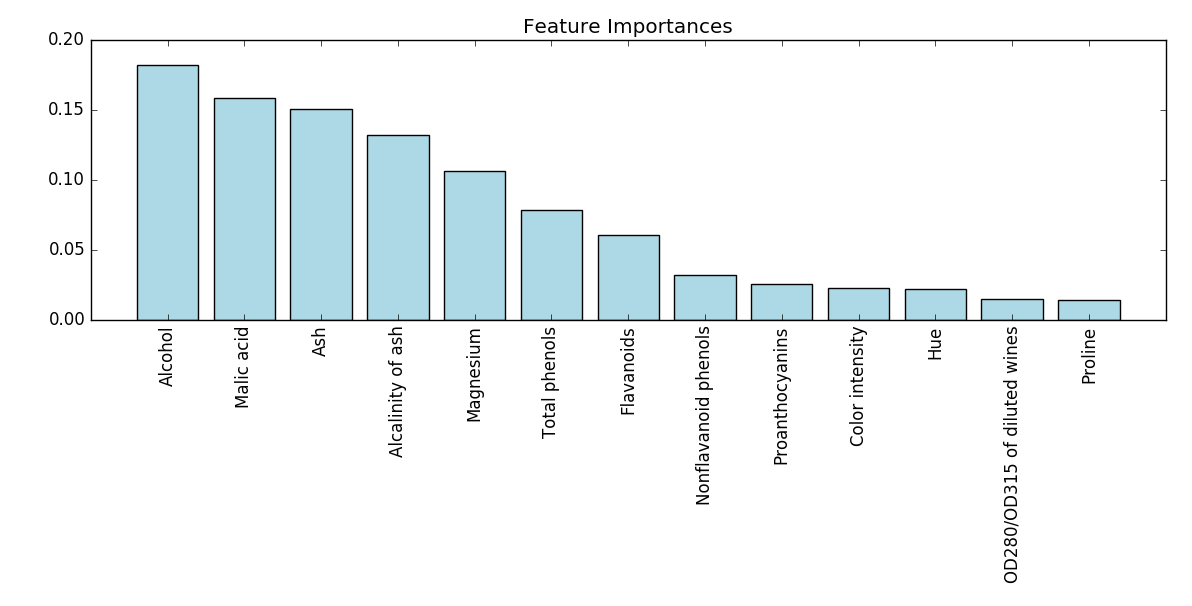 Feature Importances
0.20
0.15
0.10
0.05
0.00
Alcohol
Malic acid
Ash
Alcalinity of ash
Magnesium
Total phenols
Flavanoids
Nonflavanoid phenols
Proanthocyanins
Color intensity
Hue
OD280/OD315 of diluted wines
Proline